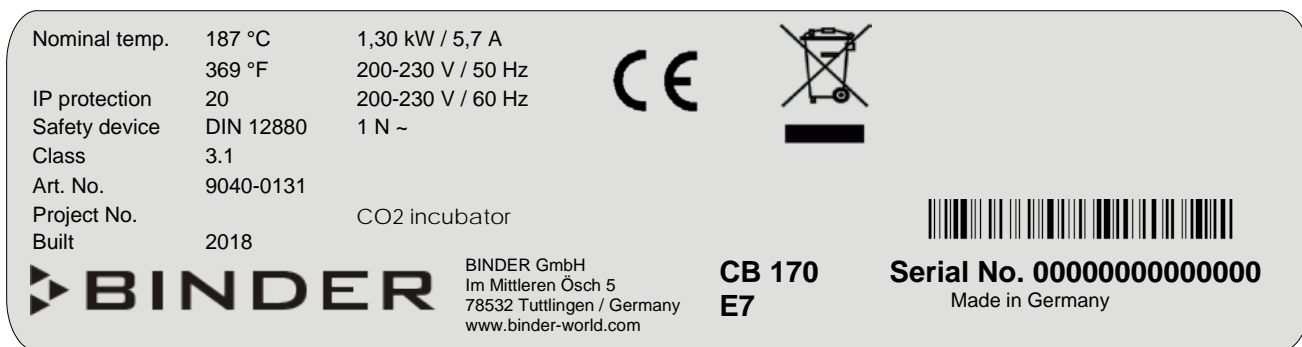 Nominal temp. 187 °C 1,30 kW / 5,7 A
369 °F 200-230 V / 50 Hz
IP protection 20 200-230 V / 60 Hz
Safety device DIN 12880 1 N ~
Class 3.1
Art. No. 9040-0131
Project No. CO2 incubator
Built 2018
CE
BINDER
BINDER GmbH
Im Mittleren Ösch 5
78532 Tuttlingen / Germany
www.binder-world.com
CB 170
E7
Serial No. 00000000000000
Made in Germany